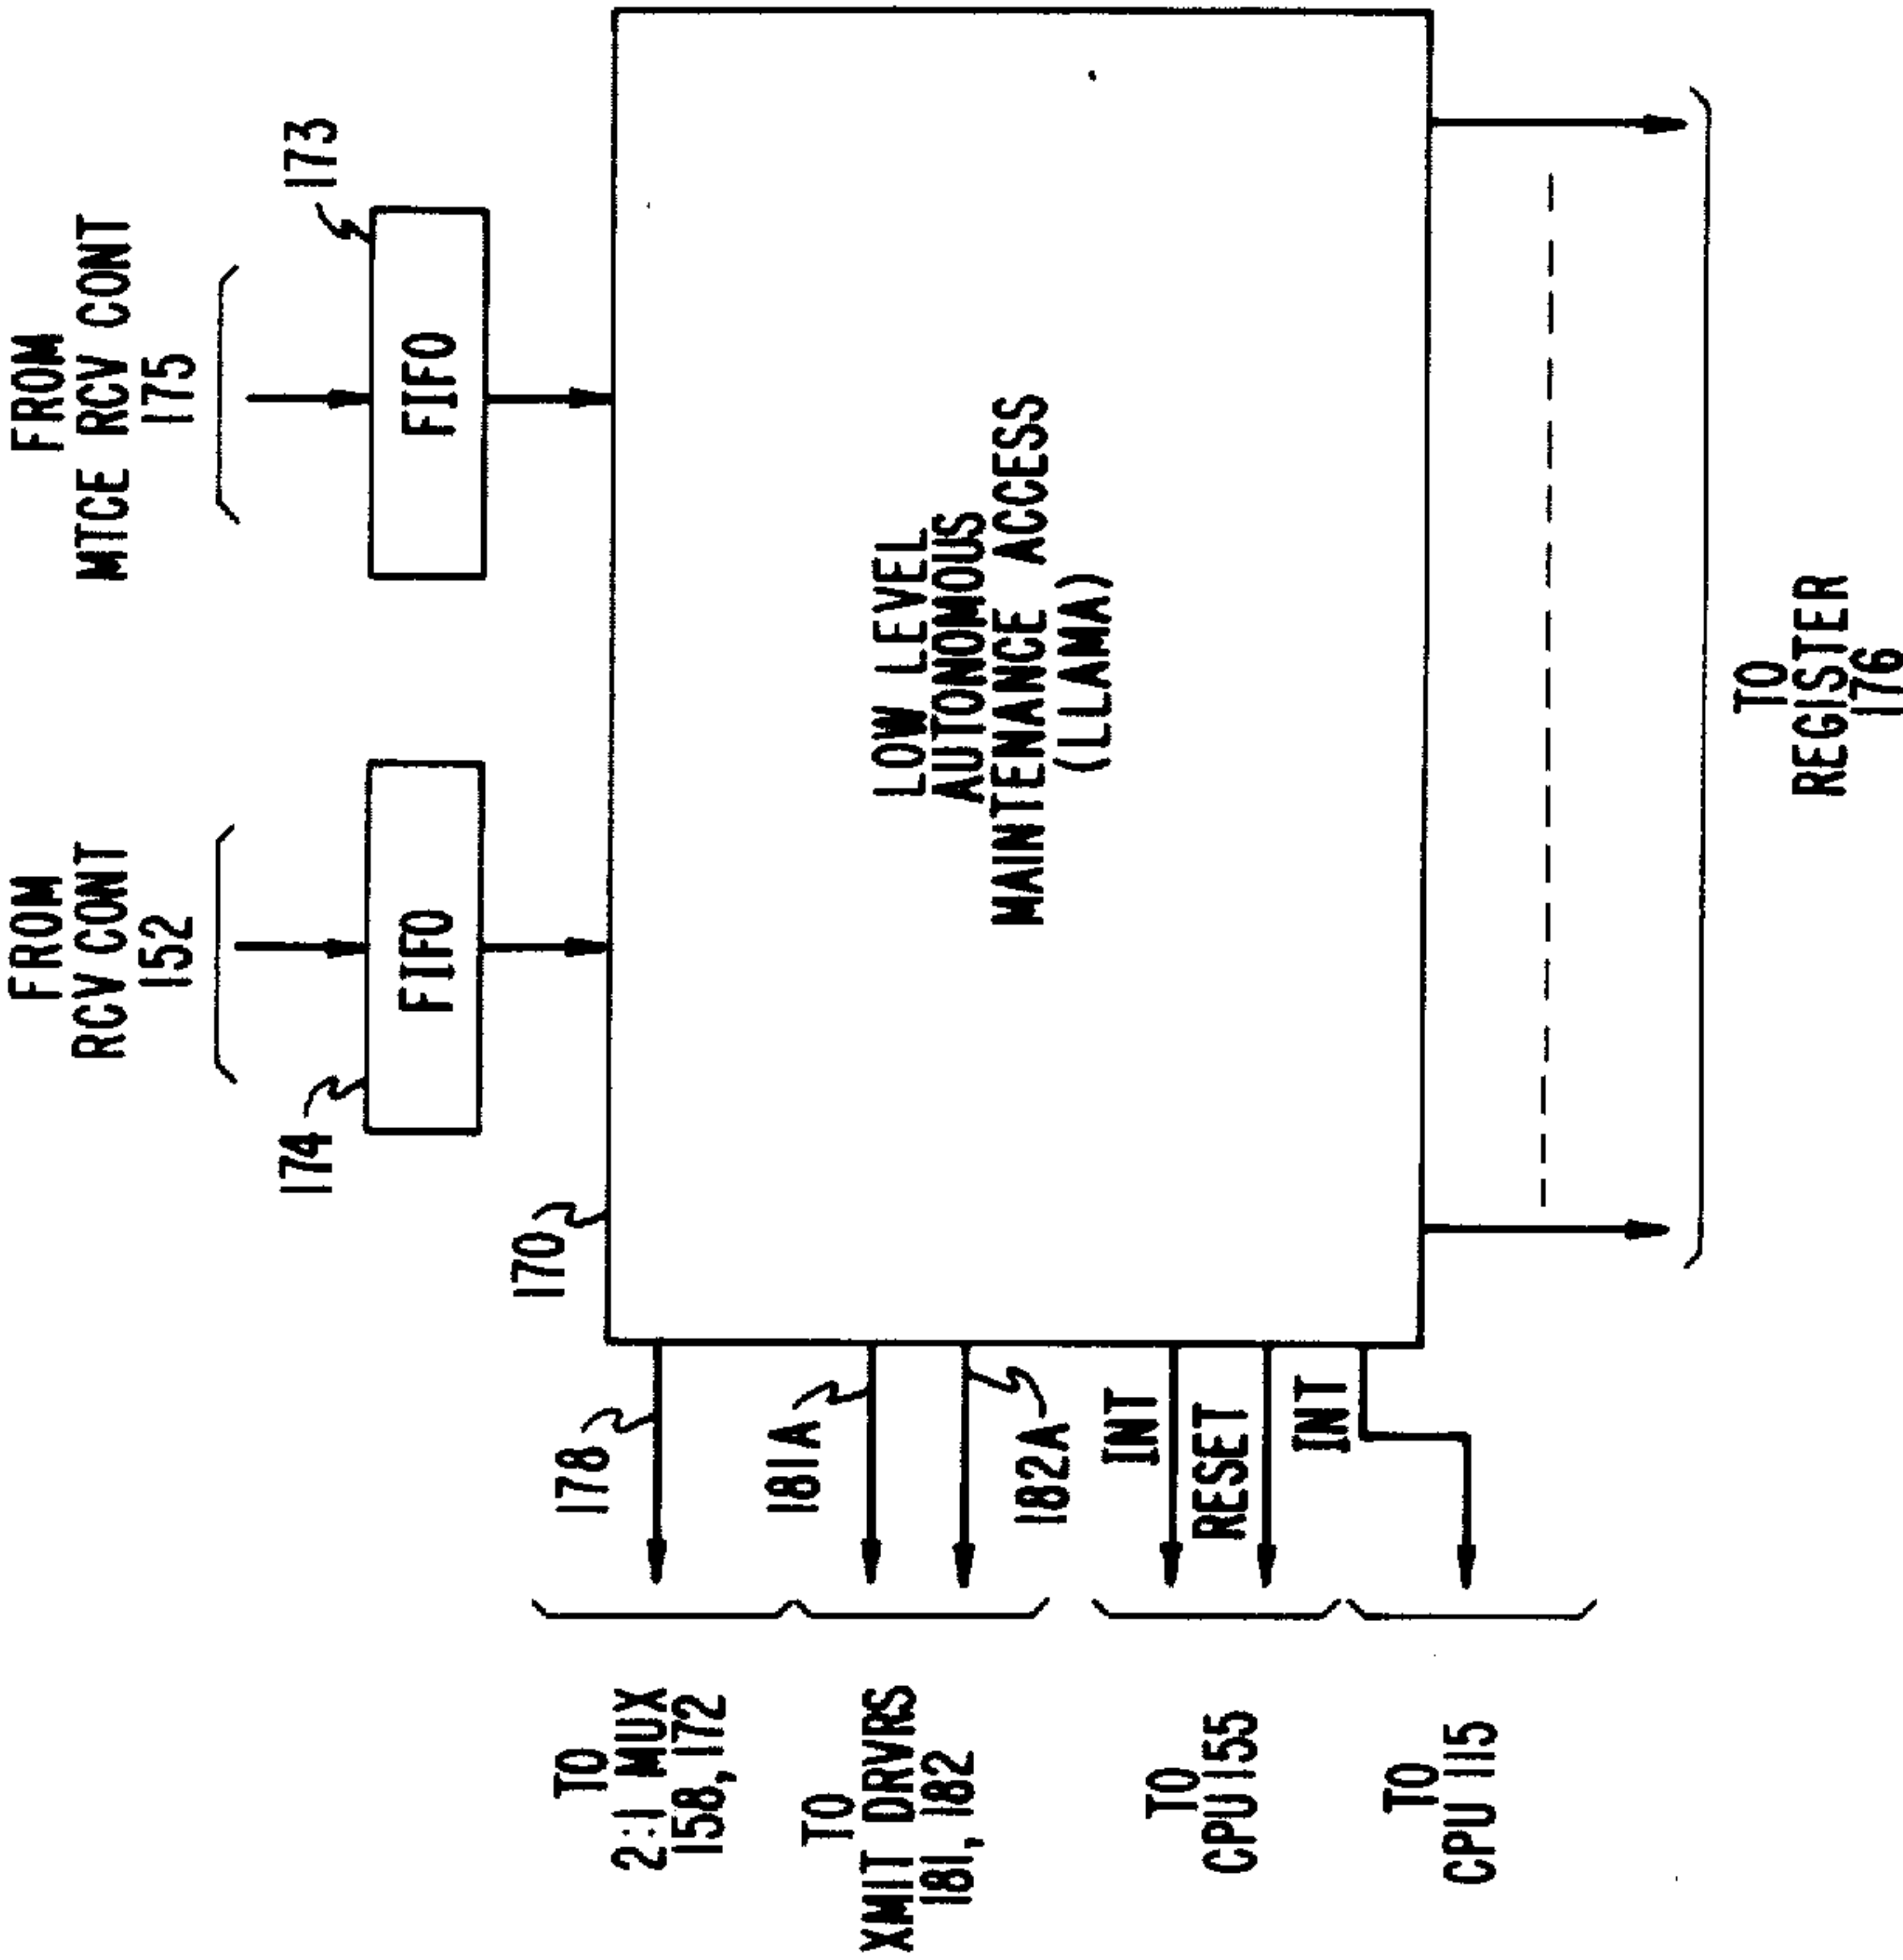 FROM
RCV CONT
152
FROM
MTCE RCV CONT
175
174
FIFO
173
FIFO
170
LOW LEVEL
AUTONOMOUS
MAINTENANCE ACCESS
(LLAMA)
TO
2:1 MUX
158,172
178
TO
XMIT DRVRS
181, 182
181A
182A
TO
CPU 155
INT
RESET
TO
CPU 115
INT
TO
REGISTER
176